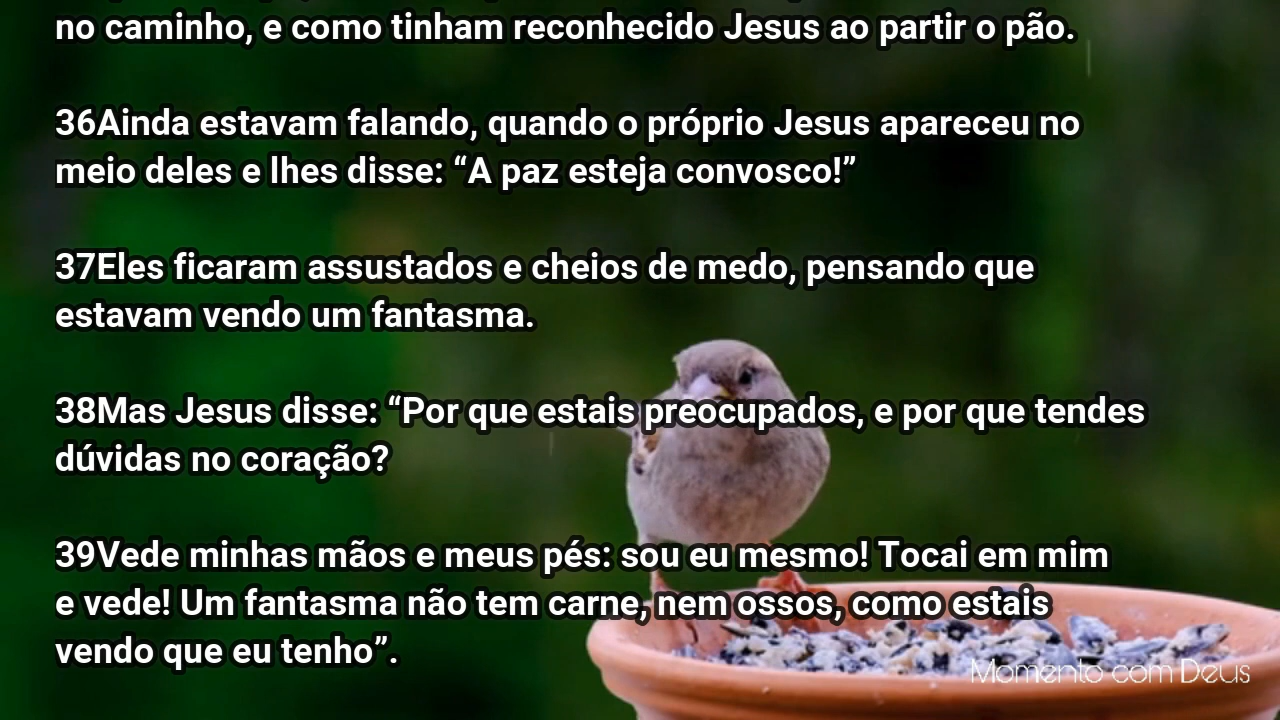 no caminho, e como tinham reconhecido Jesus ao partir o pão.
36Ainda estavam falando, quando o próprio Jesus apareceu no
meio deles e lhes disse: “A paz esteja convosco!”
37Eles ficaram assustados e cheios de medo, pensando que
estavam vendo um fantasma.
38Mas Jesus disse: “Por que estais preocupados, e por que tendes
dúvidas no coração?
39Vede minhas mãos e meus pés: sou eu mesmo! Tocai em mim
e vede! Um fantasma não tem carne, nem ossos, como estais
vendo que eu tenho”.
Momento com Deus